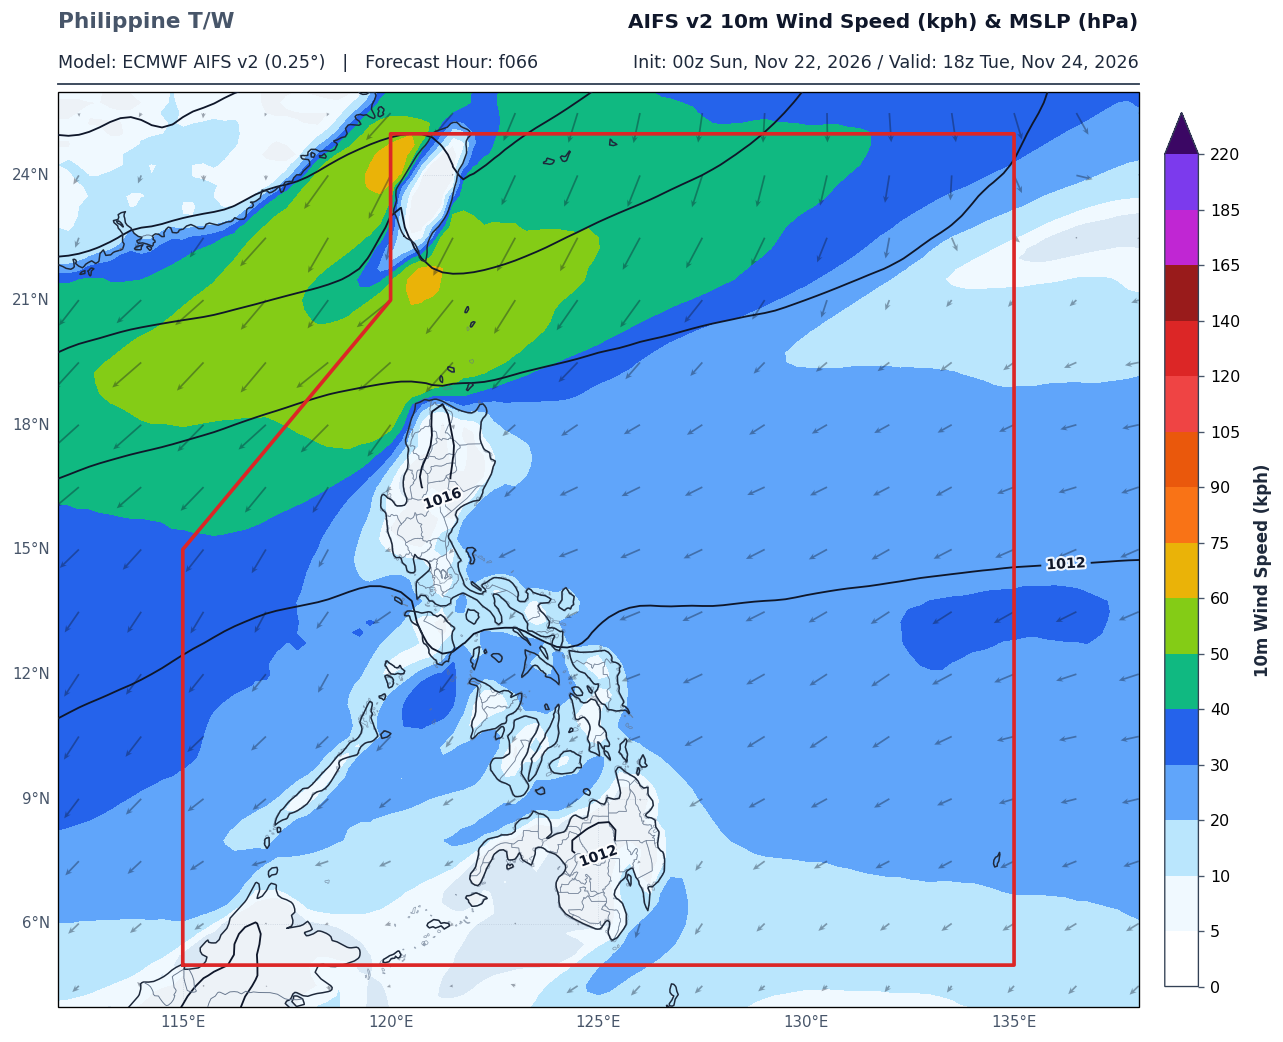 Philippine T/W
AIFS v2 10m Wind Speed (kph) & MSLP (hPa)
Model: ECMWF AIFS v2 (0.25°) | Forecast Hour: f066
Init: 00z Sun, Nov 22, 2026 / Valid: 18z Tue, Nov 24, 2026
24°N
21°N
18°N
15°N
12°N
9°N
6°N
1016
1012
1012
115°E
120°E
125°E
130°E
135°E
220
185
165
140
120
105
90
75
60
50
40
30
20
10
5
0
10m Wind Speed (kph)